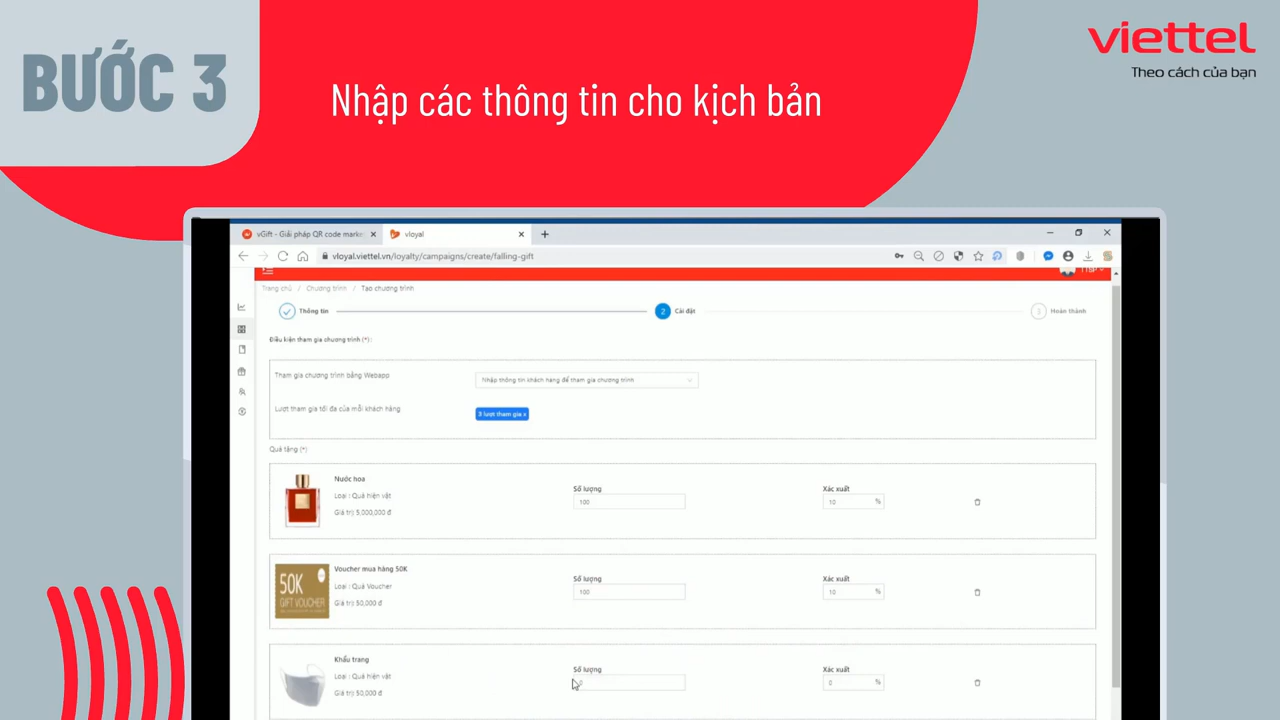 BƯỚC 3
Nhập các thông tin cho kịch bản
viettel
Theo cách của bạn
vGift - Giải pháp QR code marke
vloyal
vloyal.viettel.vn/loyalty/campaigns/create/falling-gift
Trang chủ / Chương trình / Tạo chương trình
Thông tin
2 Cài đặt
3 Hoàn thành
Điều kiện tham gia chương trình (*) :
Tham gia chương trình bằng Webapp
Nhập thông tin khách hàng để tham gia chương trình
Lượt tham gia tối đa của mỗi khách hàng
3 lượt tham gia x
Quà tặng (*)
Nước hoa
Loại : Quà hiện vật
Giá trị: 5,000,000 đ
Số lượng
100
Xác xuất
10 %
50K
GIFT VOUCHER
Voucher mua hàng 50K
Loại : Quà Voucher
Giá trị: 50,000 đ
Số lượng
100
Xác xuất
10 %
Khẩu trang
Loại : Quà hiện vật
Giá trị: 50,000 đ
Số lượng
0
Xác xuất
0 %